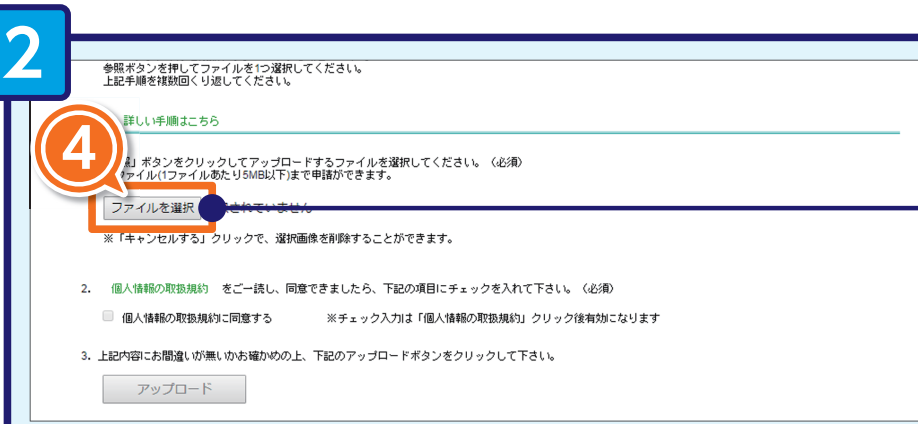 2
参照ボタンを押してファイルを1つ選択してください。
上記手順を複数回くり返してください。
詳しい手順はこちら
4
」ボタンをクリックしてアップロードするファイルを選択してください。（必須）
ファイル(1ファイルあたり5MB以下)まで申請ができます。
ファイルを選択 されていません
※「キャンセルする」クリックで、選択画像を削除することができます。
2. 個人情報の取扱規約 をご一読し、同意できましたら、下記の項目にチェックを入れて下さい。（必須）
個人情報の取扱規約に同意する ※チェック入力は「個人情報の取扱規約」クリック後有効になります
3. 上記内容にお間違いが無いかお確かめの上、下記のアップロードボタンをクリックして下さい。
アップロード